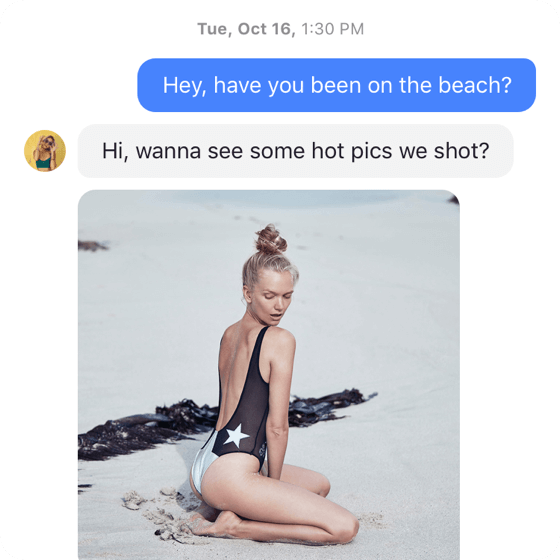 Tue, Oct 16, 1:30 PM
Hey, have you been on the beach?
Hi, wanna see some hot pics we shot?